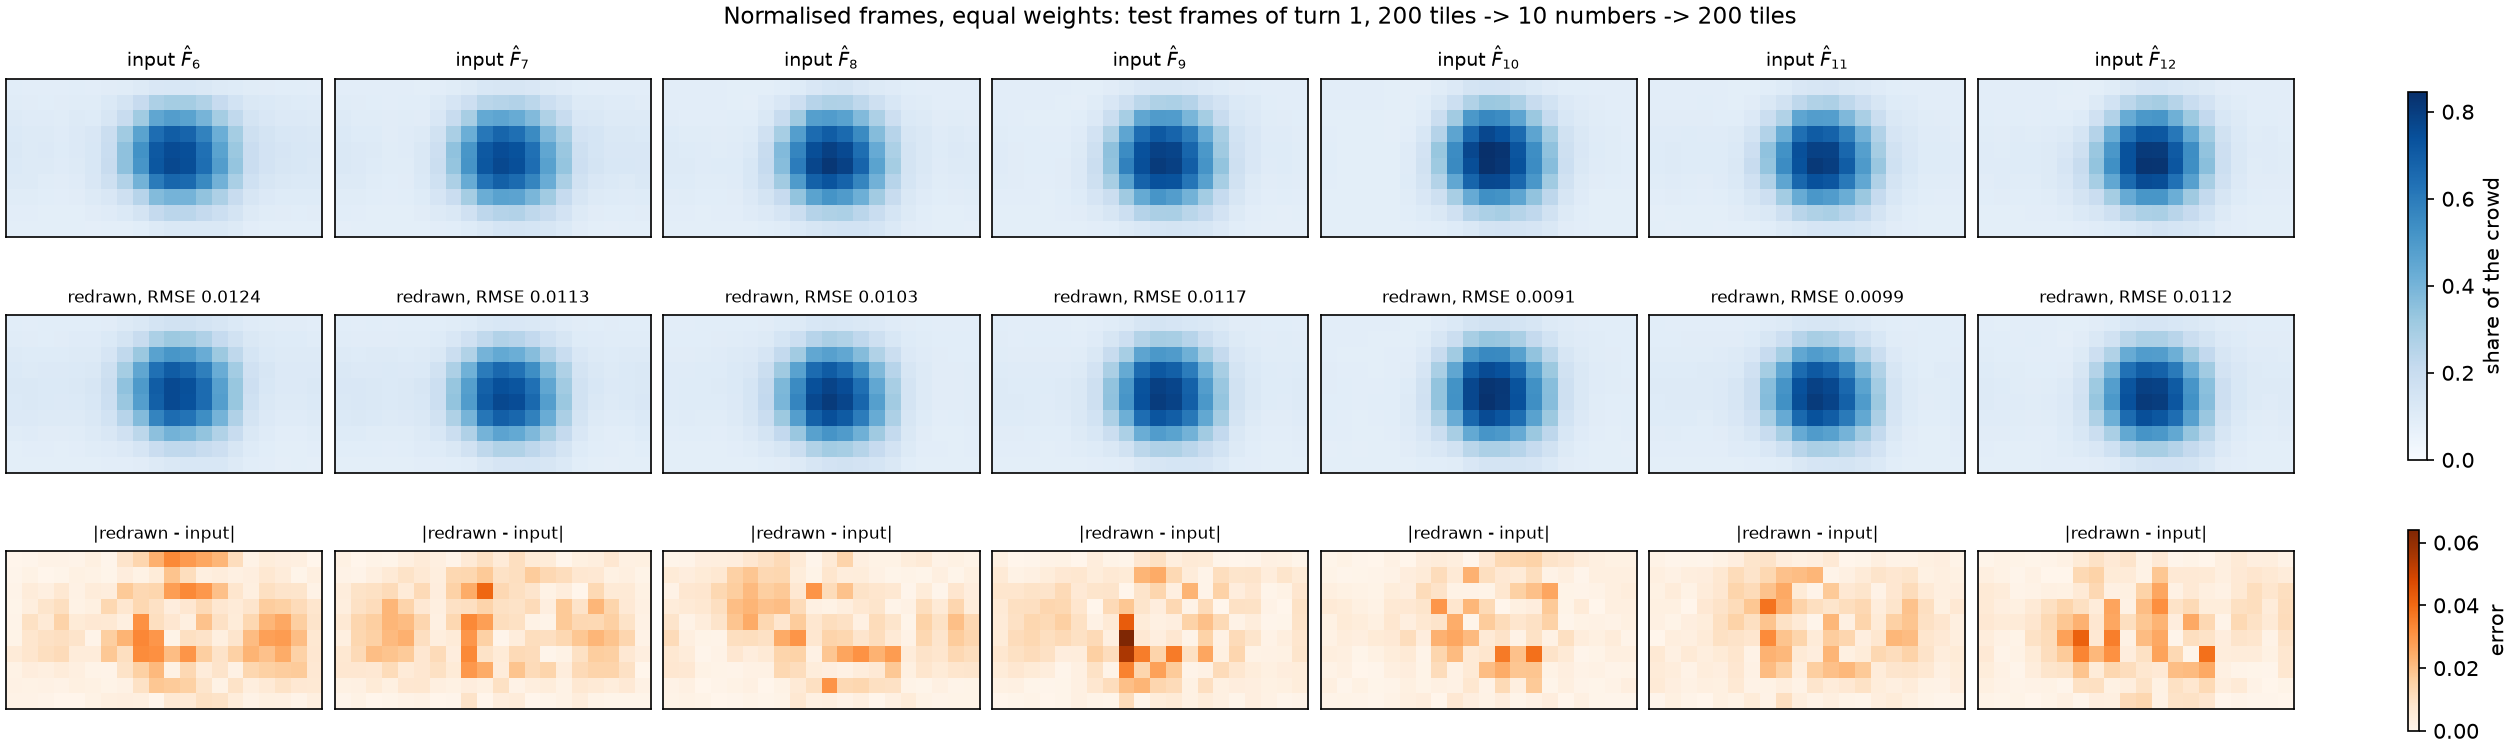 Normalised frames, equal weights: test frames of turn 1, 200 tiles -> 10 numbers -> 200 tiles
input F̂₆
input F̂₇
input F̂₈
input F̂₉
input F̂₁₀
input F̂₁₁
input F̂₁₂
0.8
0.6
0.4
0.2
0.0
share of the crowd
redrawn, RMSE 0.0124
redrawn, RMSE 0.0113
redrawn, RMSE 0.0103
redrawn, RMSE 0.0117
redrawn, RMSE 0.0091
redrawn, RMSE 0.0099
redrawn, RMSE 0.0112
|redrawn - input|
|redrawn - input|
|redrawn - input|
|redrawn - input|
|redrawn - input|
|redrawn - input|
|redrawn - input|
0.06
0.04
0.02
0.00
error